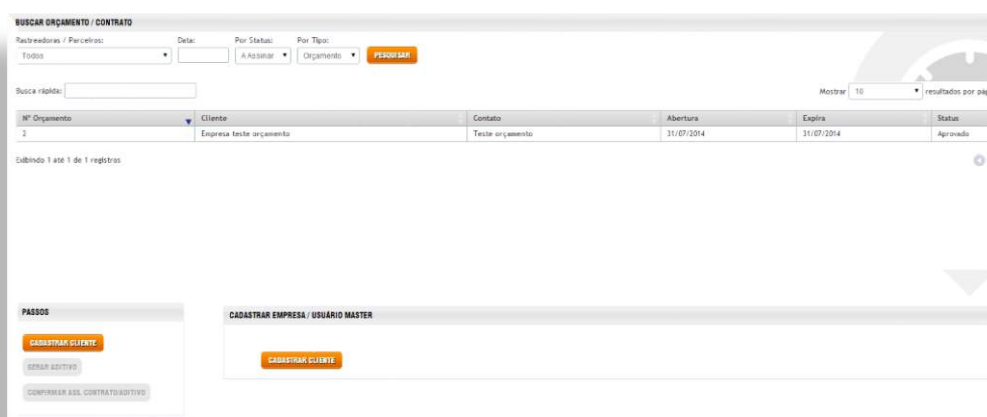 BUSCAR ORÇAMENTO / CONTRATO
Rastreadoras / Parceiros: Data: Por Status: Por Tipo:
Todos A Assinar Orçamento PESQUISAR
Busca rápida: Mostrar 10 resultados por pág
Nº Orçamento Cliente Contato Abertura Expira Status
2 Empresa teste orçamento Teste orçamento 31/07/2014 31/07/2014 Aprovado
Exibindo 1 até 1 de 1 registros
PASSOS
CADASTRAR CLIENTE
GERAR ADITIVO
CONFIRMAR ASS. CONTRATO/ADITIVO
CADASTRAR EMPRESA / USUÁRIO MASTER
CADASTRAR CLIENTE